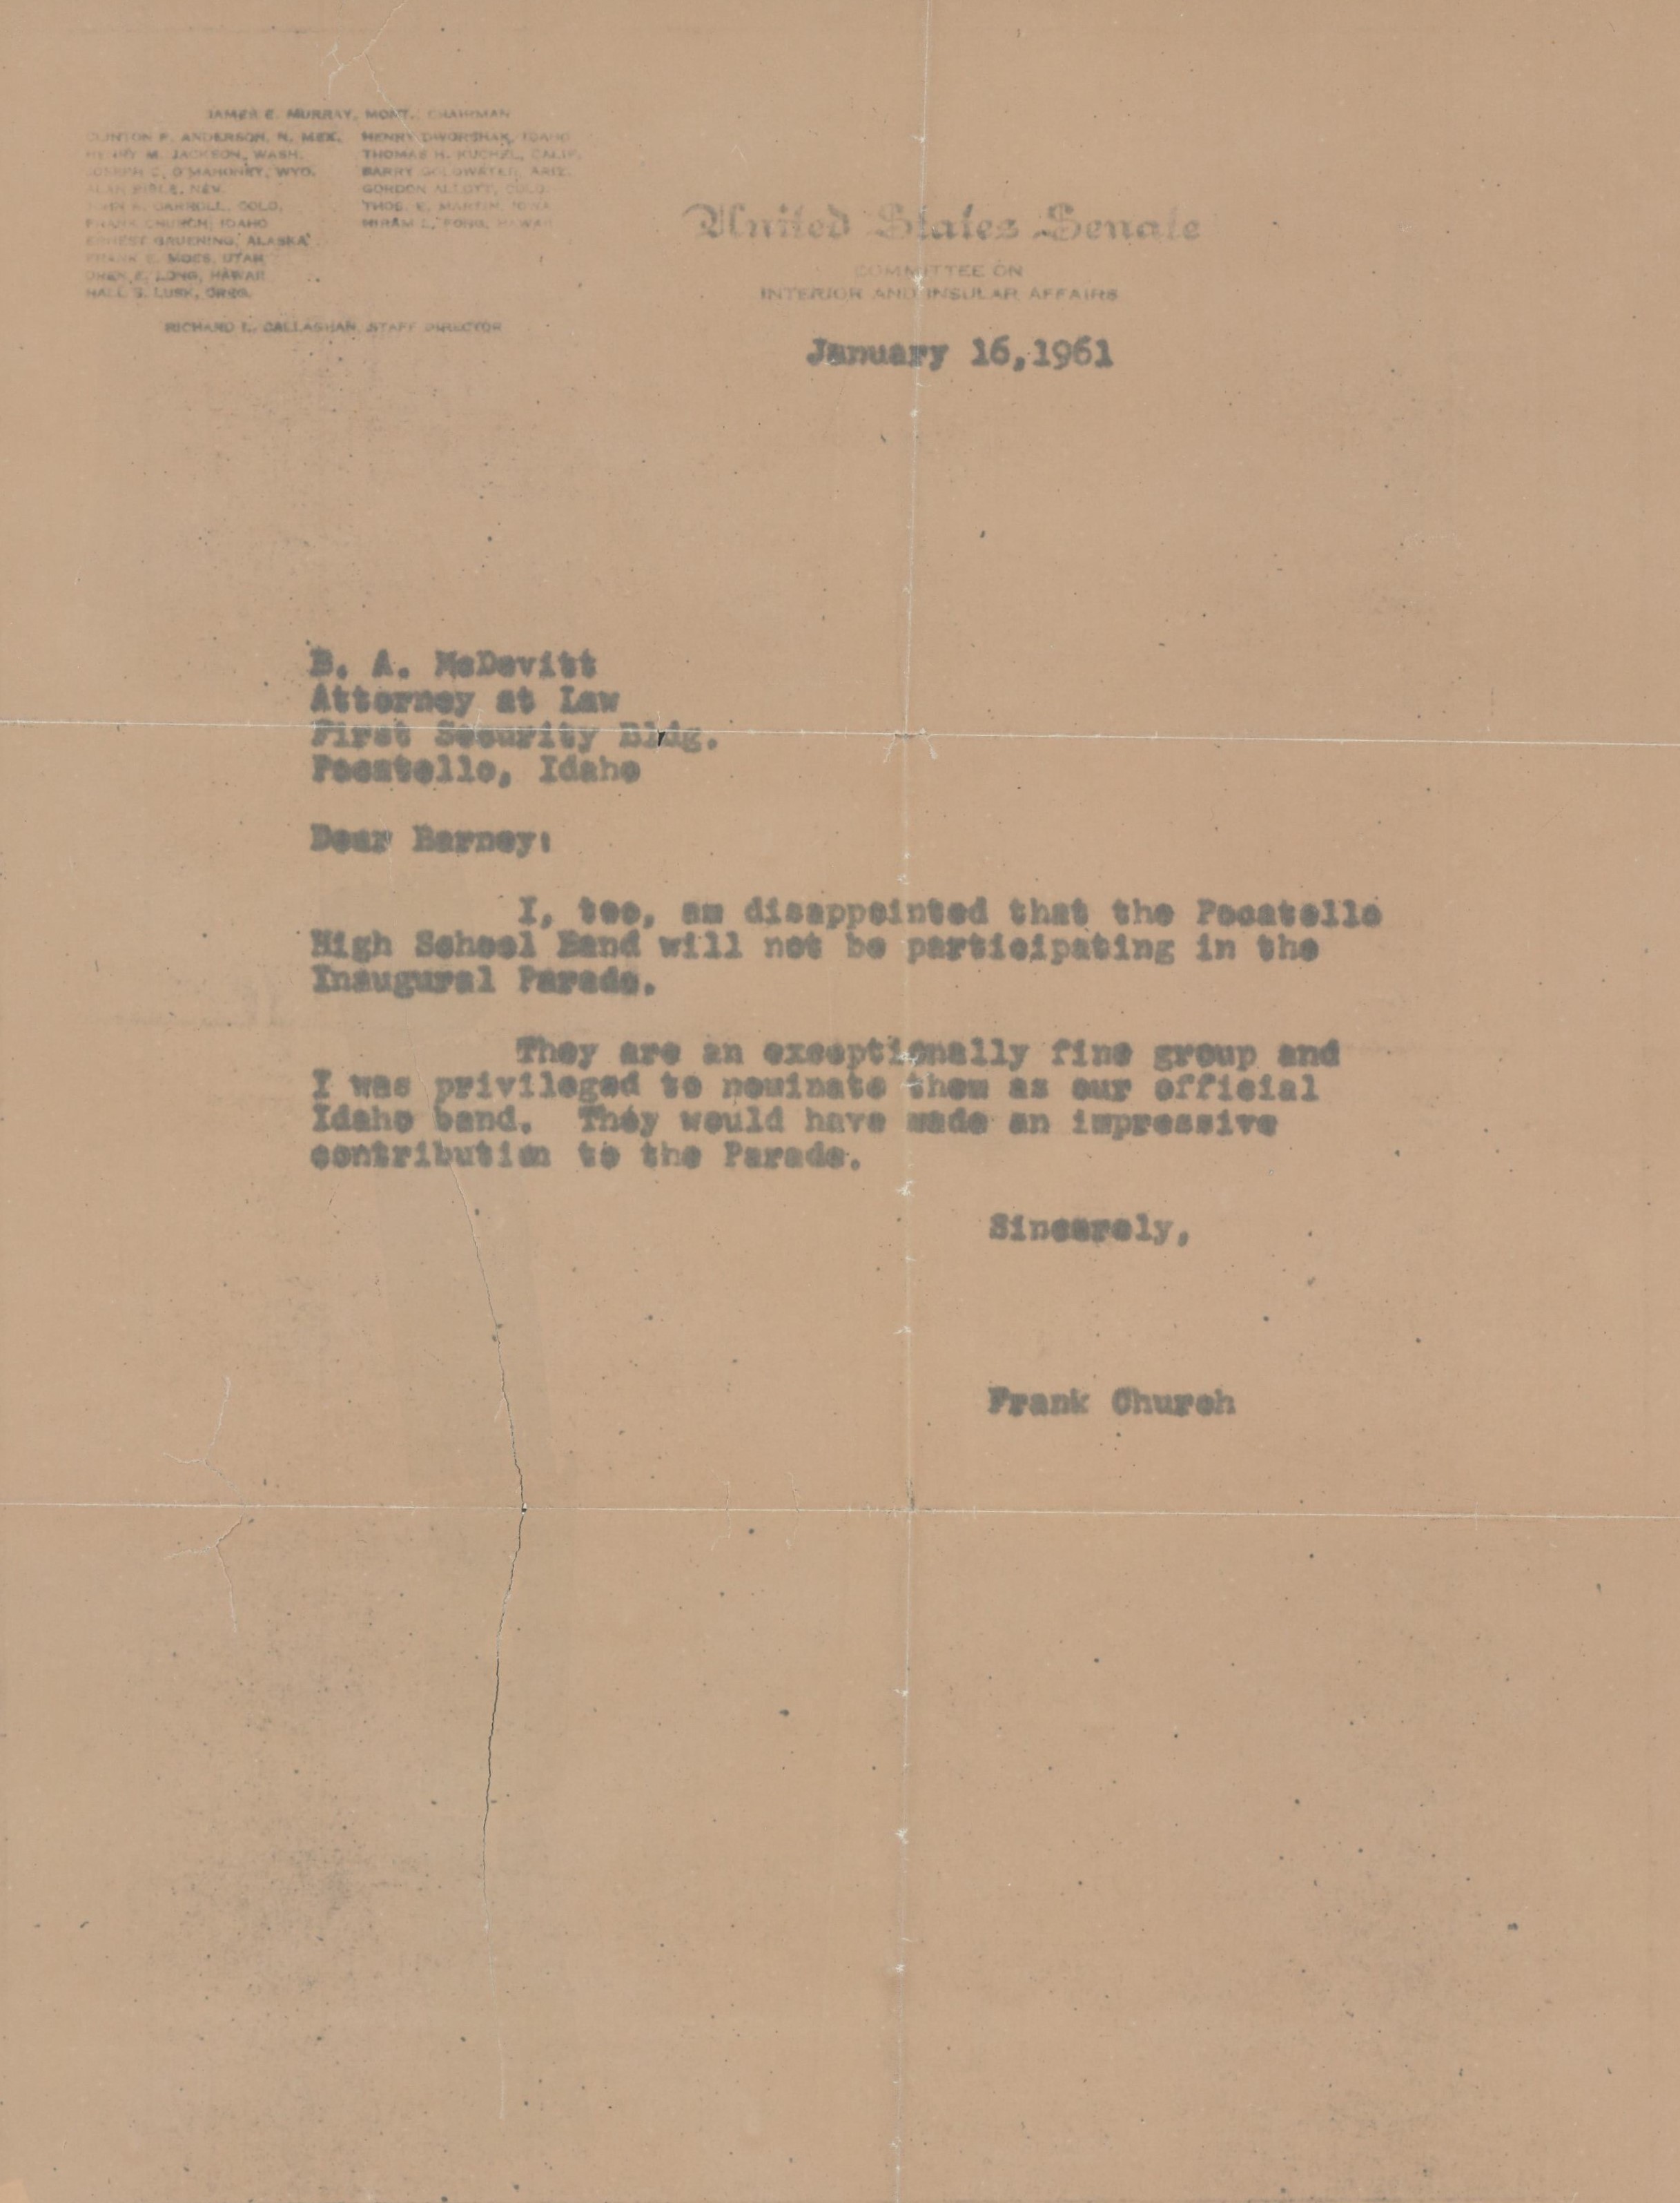 JAMES E. MURRAY, MONT., CHAIRMAN
CLINTON P. ANDERSON, N. MEX. HENRY DWORSHAK, IDAHO
HENRY M. JACKSON, WASH. THOMAS H. KUCHEL, CALIF.
JOSEPH C. O'MAHONEY, WYO. BARRY GOLDWATER, ARIZ.
ALAN BIBLE, NEV. GORDON ALLOTT, COLO.
JOHN A. CARROLL, COLO. THOS. E. MARTIN, IOWA
FRANK CHURCH, IDAHO HIRAM L. FONG, HAWAII
ERNEST GRUENING, ALASKA
FRANK E. MOSS, UTAH
OREN E. LONG, HAWAII
HALL S. LUSK, OREG.
RICHARD L. CALLAGHAN, STAFF DIRECTOR
United States Senate
COMMITTEE ON
INTERIOR AND INSULAR AFFAIRS
January 16,1961
B. A. McDevitt
Attorney at Law
First Security Bldg.
Pocatello, Idaho
Dear Barney:
I, too, am disappointed that the Pocatello
High School Band will not be participating in the
Inaugural Parade.
They are an exceptionally fine group and
I was privileged to nominate them as our official
Idaho band. They would have made an impressive
contribution to the Parade.
Sincerely,
Frank Church